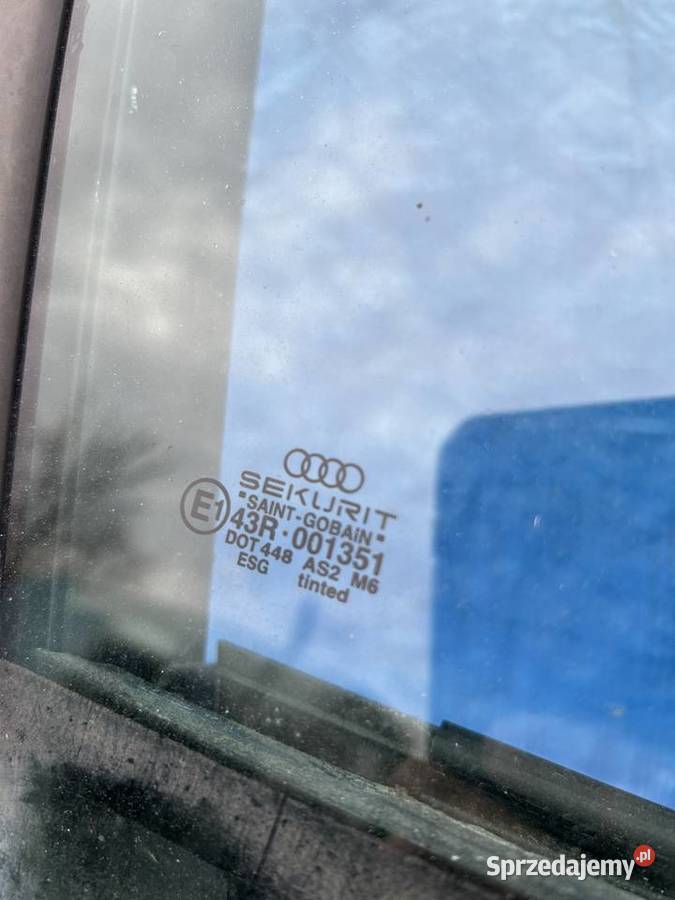 SEKURIT
"SAINT-GOBAIN"
E1 43R·001351
DOT 448 AS2 M6
ESG tinted
Sprzedajemy.pl